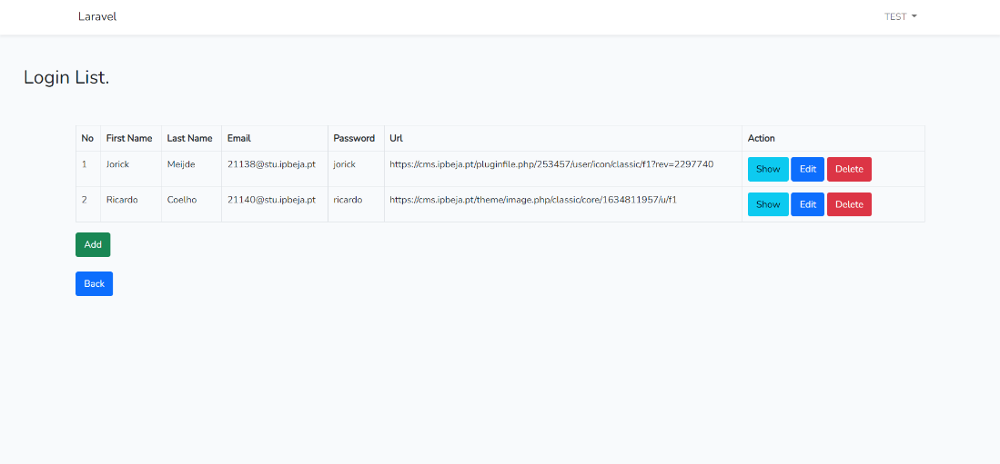 Laravel TEST
Login List.
No First Name Last Name Email Password Url Action
1 Jorick Meijde 21138@stu.ipbeja.pt jorick https://cms.ipbeja.pt/pluginfile.php/253457/user/icon/classic/f1?rev=2297740 Show Edit Delete
2 Ricardo Coelho 21140@stu.ipbeja.pt ricardo https://cms.ipbeja.pt/theme/image.php/classic/core/1634811957/u/f1 Show Edit Delete
Add
Back